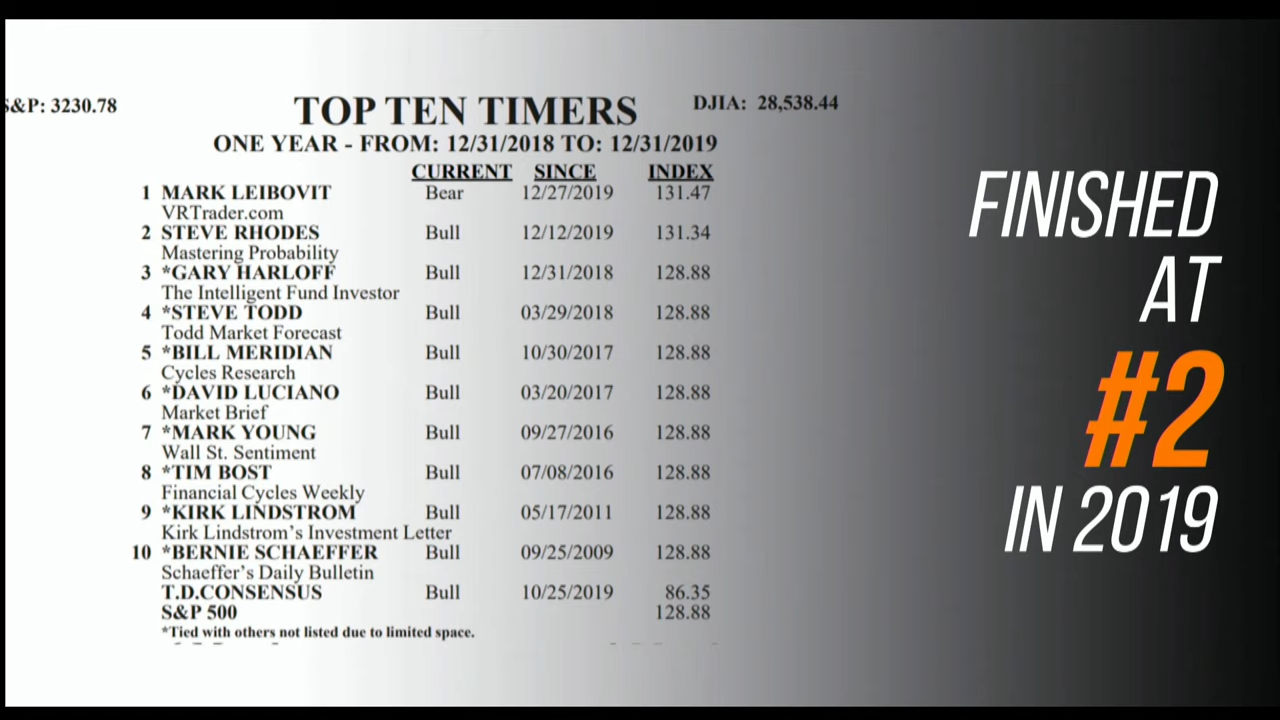 S&P: 3230.78
TOP TEN TIMERS
DJIA: 28,538.44
ONE YEAR - FROM: 12/31/2018 TO: 12/31/2019
CURRENT SINCE INDEX
1 MARK LEIBOVIT Bear 12/27/2019 131.47
VRTrader.com
2 STEVE RHODES Bull 12/12/2019 131.34
Mastering Probability
3 *GARY HARLOFF Bull 12/31/2018 128.88
The Intelligent Fund Investor
4 *STEVE TODD Bull 03/29/2018 128.88
Todd Market Forecast
5 *BILL MERIDIAN Bull 10/30/2017 128.88
Cycles Research
6 *DAVID LUCIANO Bull 03/20/2017 128.88
Market Brief
7 *MARK YOUNG Bull 09/27/2016 128.88
Wall St. Sentiment
8 *TIM BOST Bull 07/08/2016 128.88
Financial Cycles Weekly
9 *KIRK LINDSTROM Bull 05/17/2011 128.88
Kirk Lindstrom's Investment Letter
10 *BERNIE SCHAEFFER Bull 09/25/2009 128.88
Schaeffer's Daily Bulletin
T.D.CONSENSUS Bull 10/25/2019 86.35
S&P 500 128.88
*Tied with others not listed due to limited space.
FINISHED
AT
#2
IN 2019